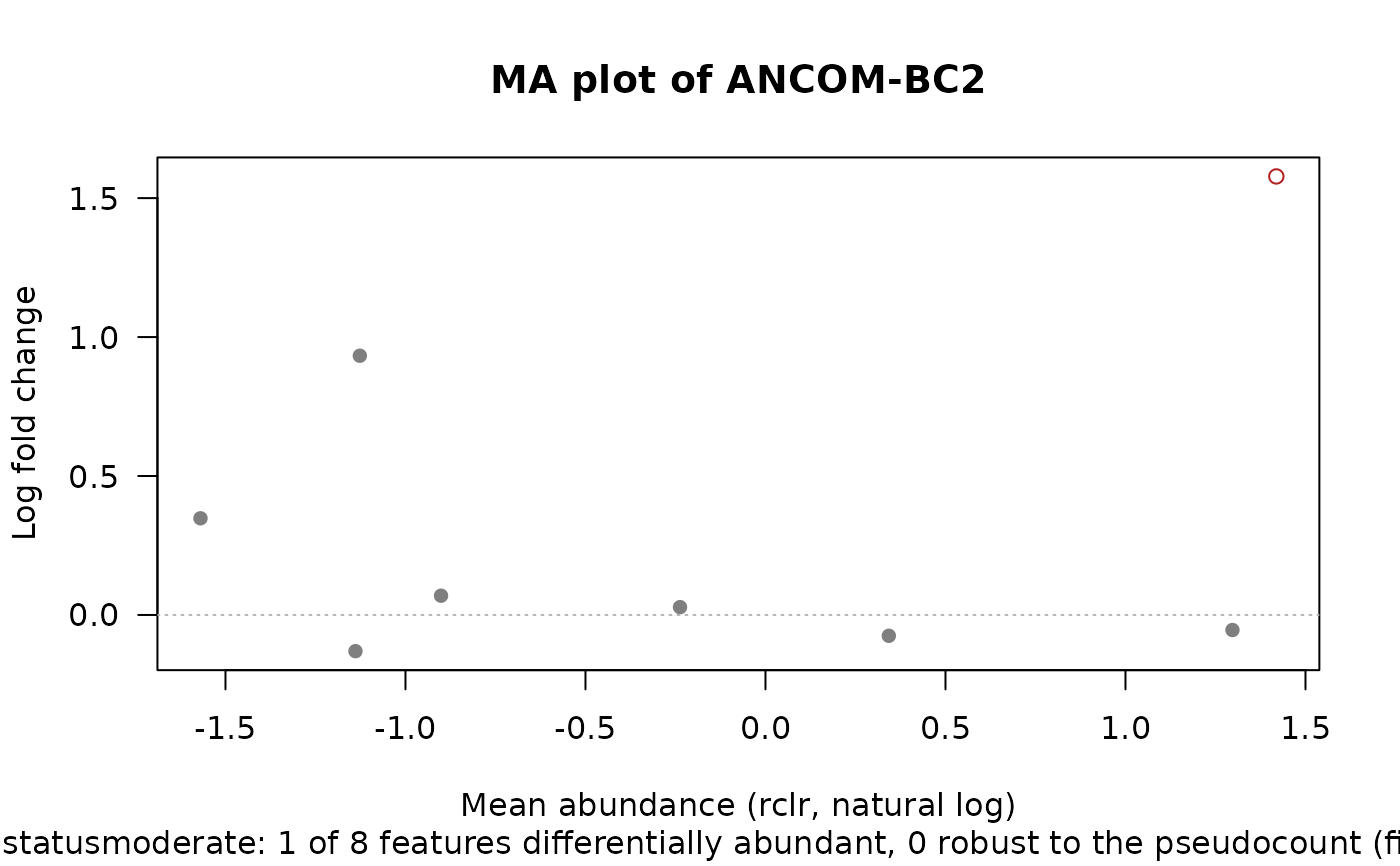 MA plot of ANCOM-BC2
1.5
1.0
0.5
0.0
Log fold change
-1.5 -1.0 -0.5 0.0 0.5 1.0 1.5
Mean abundance (rclr, natural log)
statusmoderate: 1 of 8 features differentially abundant, 0 robust to the pseudocount (